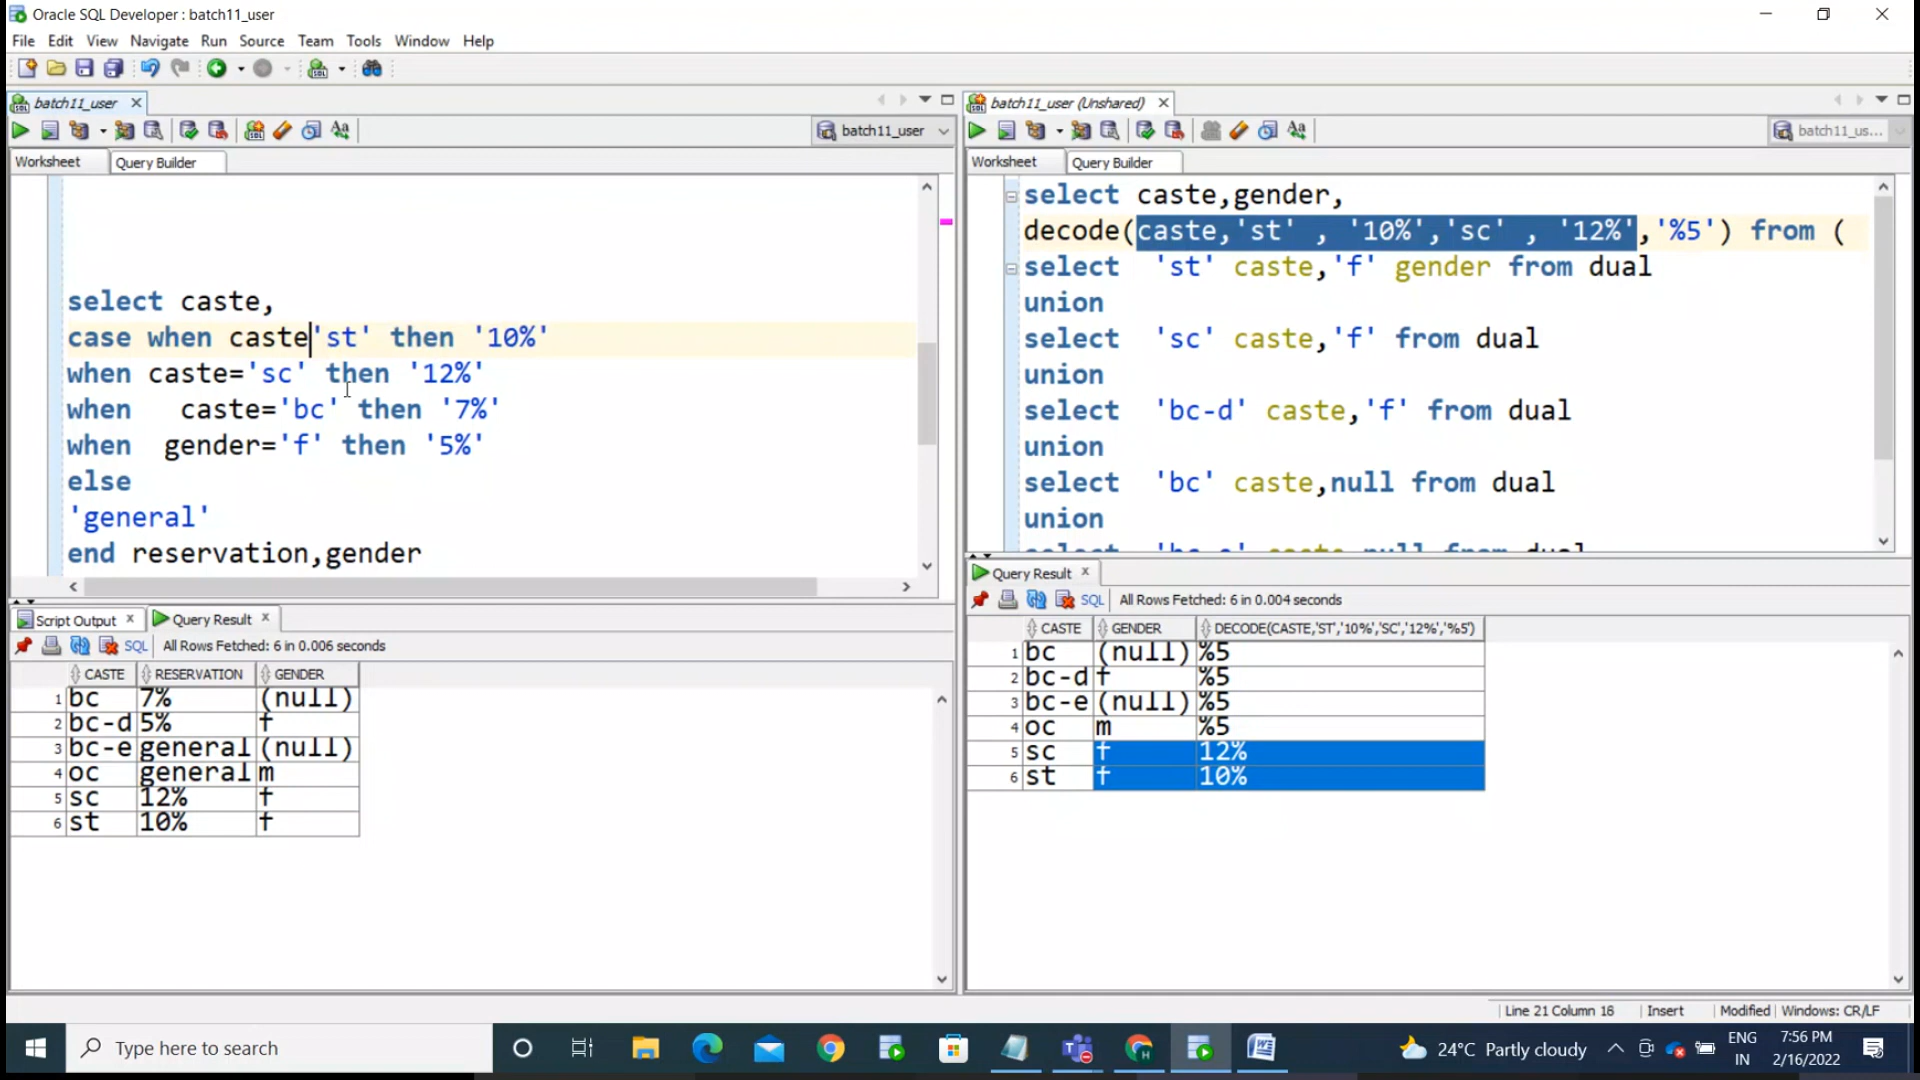 Oracle SQL Developer : batch11_user
File Edit View Navigate Run Source Team Tools Window Help
batch11_user
batch11_user
Worksheet Query Builder
select caste,
case when caste'st' then '10%'
when caste='sc' then '12%'
when caste='bc' then '7%'
when gender='f' then '5%'
else
'general'
end reservation,gender
Script Output Query Result
SQL All Rows Fetched: 6 in 0.006 seconds
CASTE RESERVATION GENDER
1 bc 7% (null)
2 bc-d 5% f
3 bc-e general (null)
4 oc general m
5 sc 12% f
6 st 10% f
batch11_user (Unshared)
batch11_us...
Worksheet Query Builder
select caste,gender,
decode(caste,'st' , '10%','sc' , '12%','%5') from (
select 'st' caste,'f' gender from dual
union
select 'sc' caste,'f' from dual
union
select 'bc-d' caste,'f' from dual
union
select 'bc' caste,null from dual
union
select 'bc-e' caste,null from dual
Query Result
SQL All Rows Fetched: 6 in 0.004 seconds
CASTE GENDER DECODE(CASTE,'ST','10%','SC','12%','%5')
1 bc (null) %5
2 bc-d f %5
3 bc-e (null) %5
4 oc m %5
5 sc f 12%
6 st f 10%
Line 21 Column 16 Insert Modified Windows: CR/LF
Type here to search
24°C Partly cloudy
ENG
IN
7:56 PM
2/16/2022